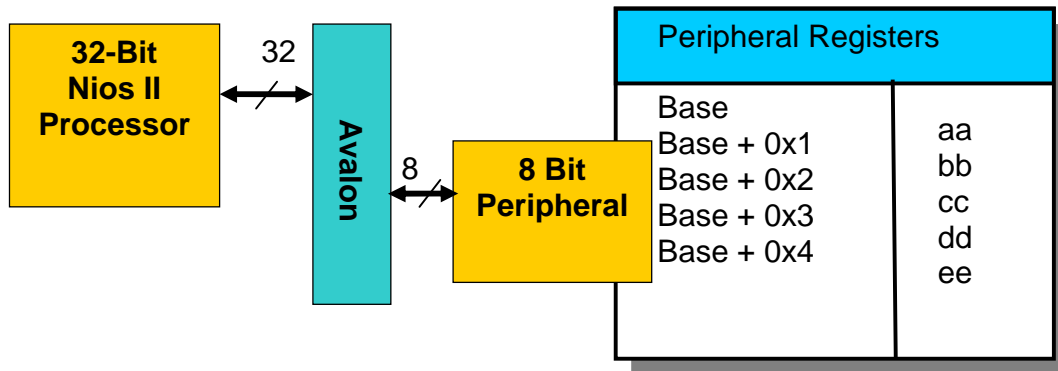 32-Bit
Nios II
Processor
32
Avalon
8
8 Bit
Peripheral
Peripheral Registers
Base
Base + 0x1
Base + 0x2
Base + 0x3
Base + 0x4
aa
bb
cc
dd
ee